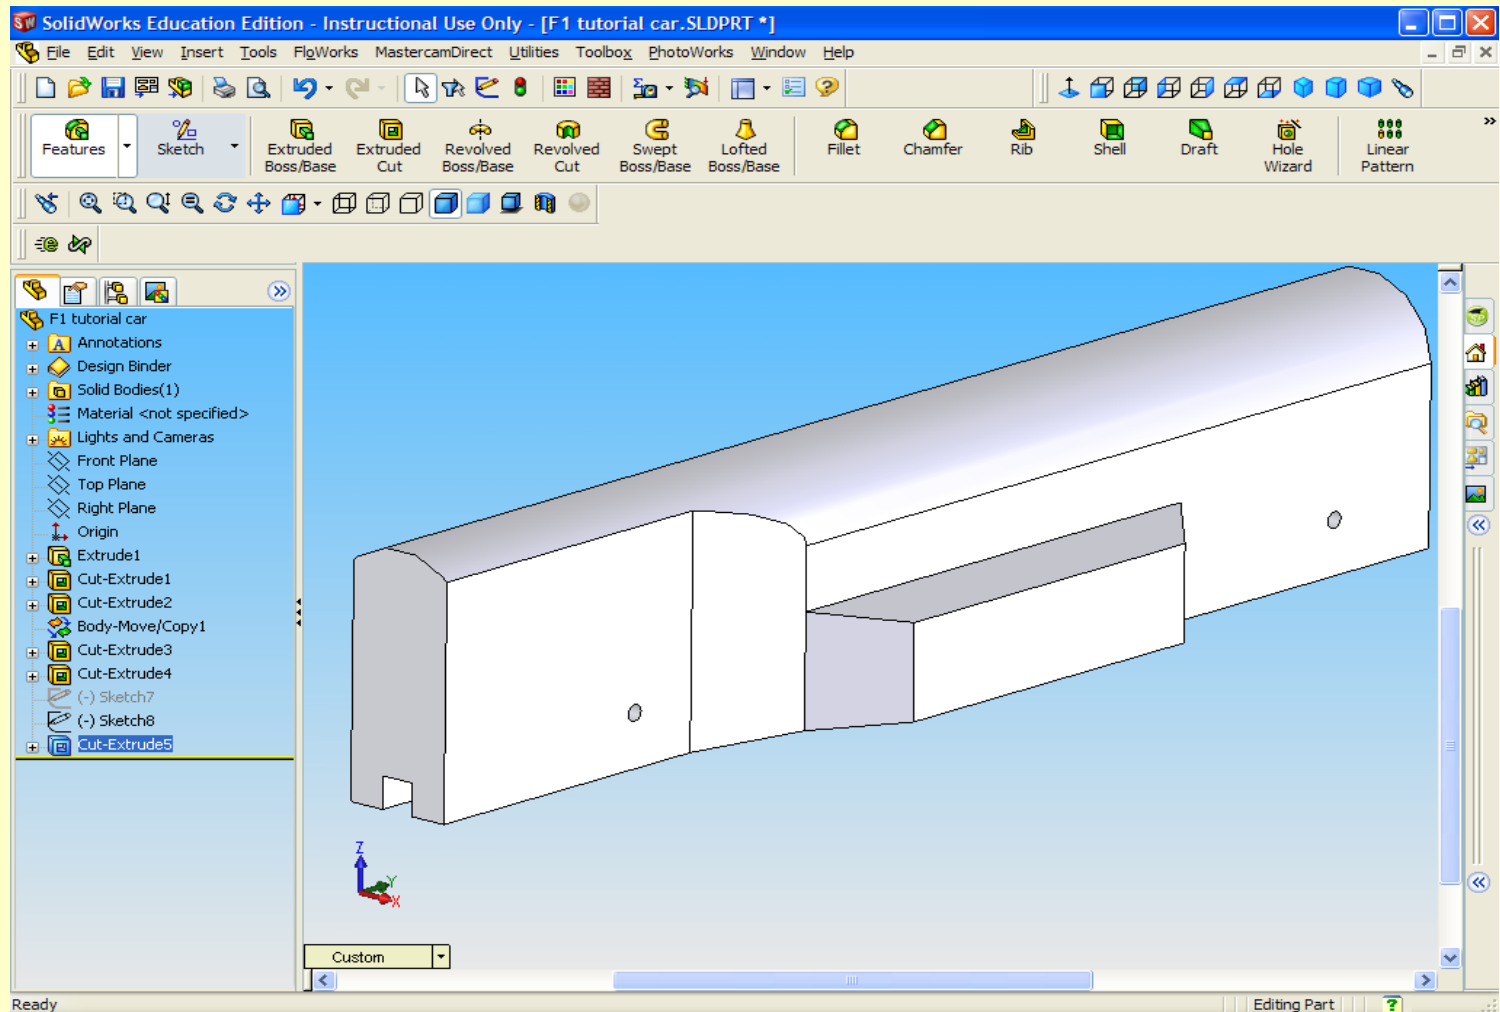 SolidWorks Education Edition - Instructional Use Only - [F1 tutorial car.SLDPRT *]
File Edit View Insert Tools FloWorks MastercamDirect Utilities Toolbox PhotoWorks Window Help
Features Sketch Extruded Boss/Base Extruded Cut Revolved Boss/Base Revolved Cut Swept Boss/Base Lofted Boss/Base Fillet Chamfer Rib Shell Draft Hole Wizard Linear Pattern
F1 tutorial car
Annotations
Design Binder
Solid Bodies(1)
Material <not specified>
Lights and Cameras
Front Plane
Top Plane
Right Plane
Origin
Extrude1
Cut-Extrude1
Cut-Extrude2
Body-Move/Copy1
Cut-Extrude3
Cut-Extrude4
(-) Sketch7
(-) Sketch8
Cut-Extrude5
Z
Y
X
Custom
Ready Editing Part